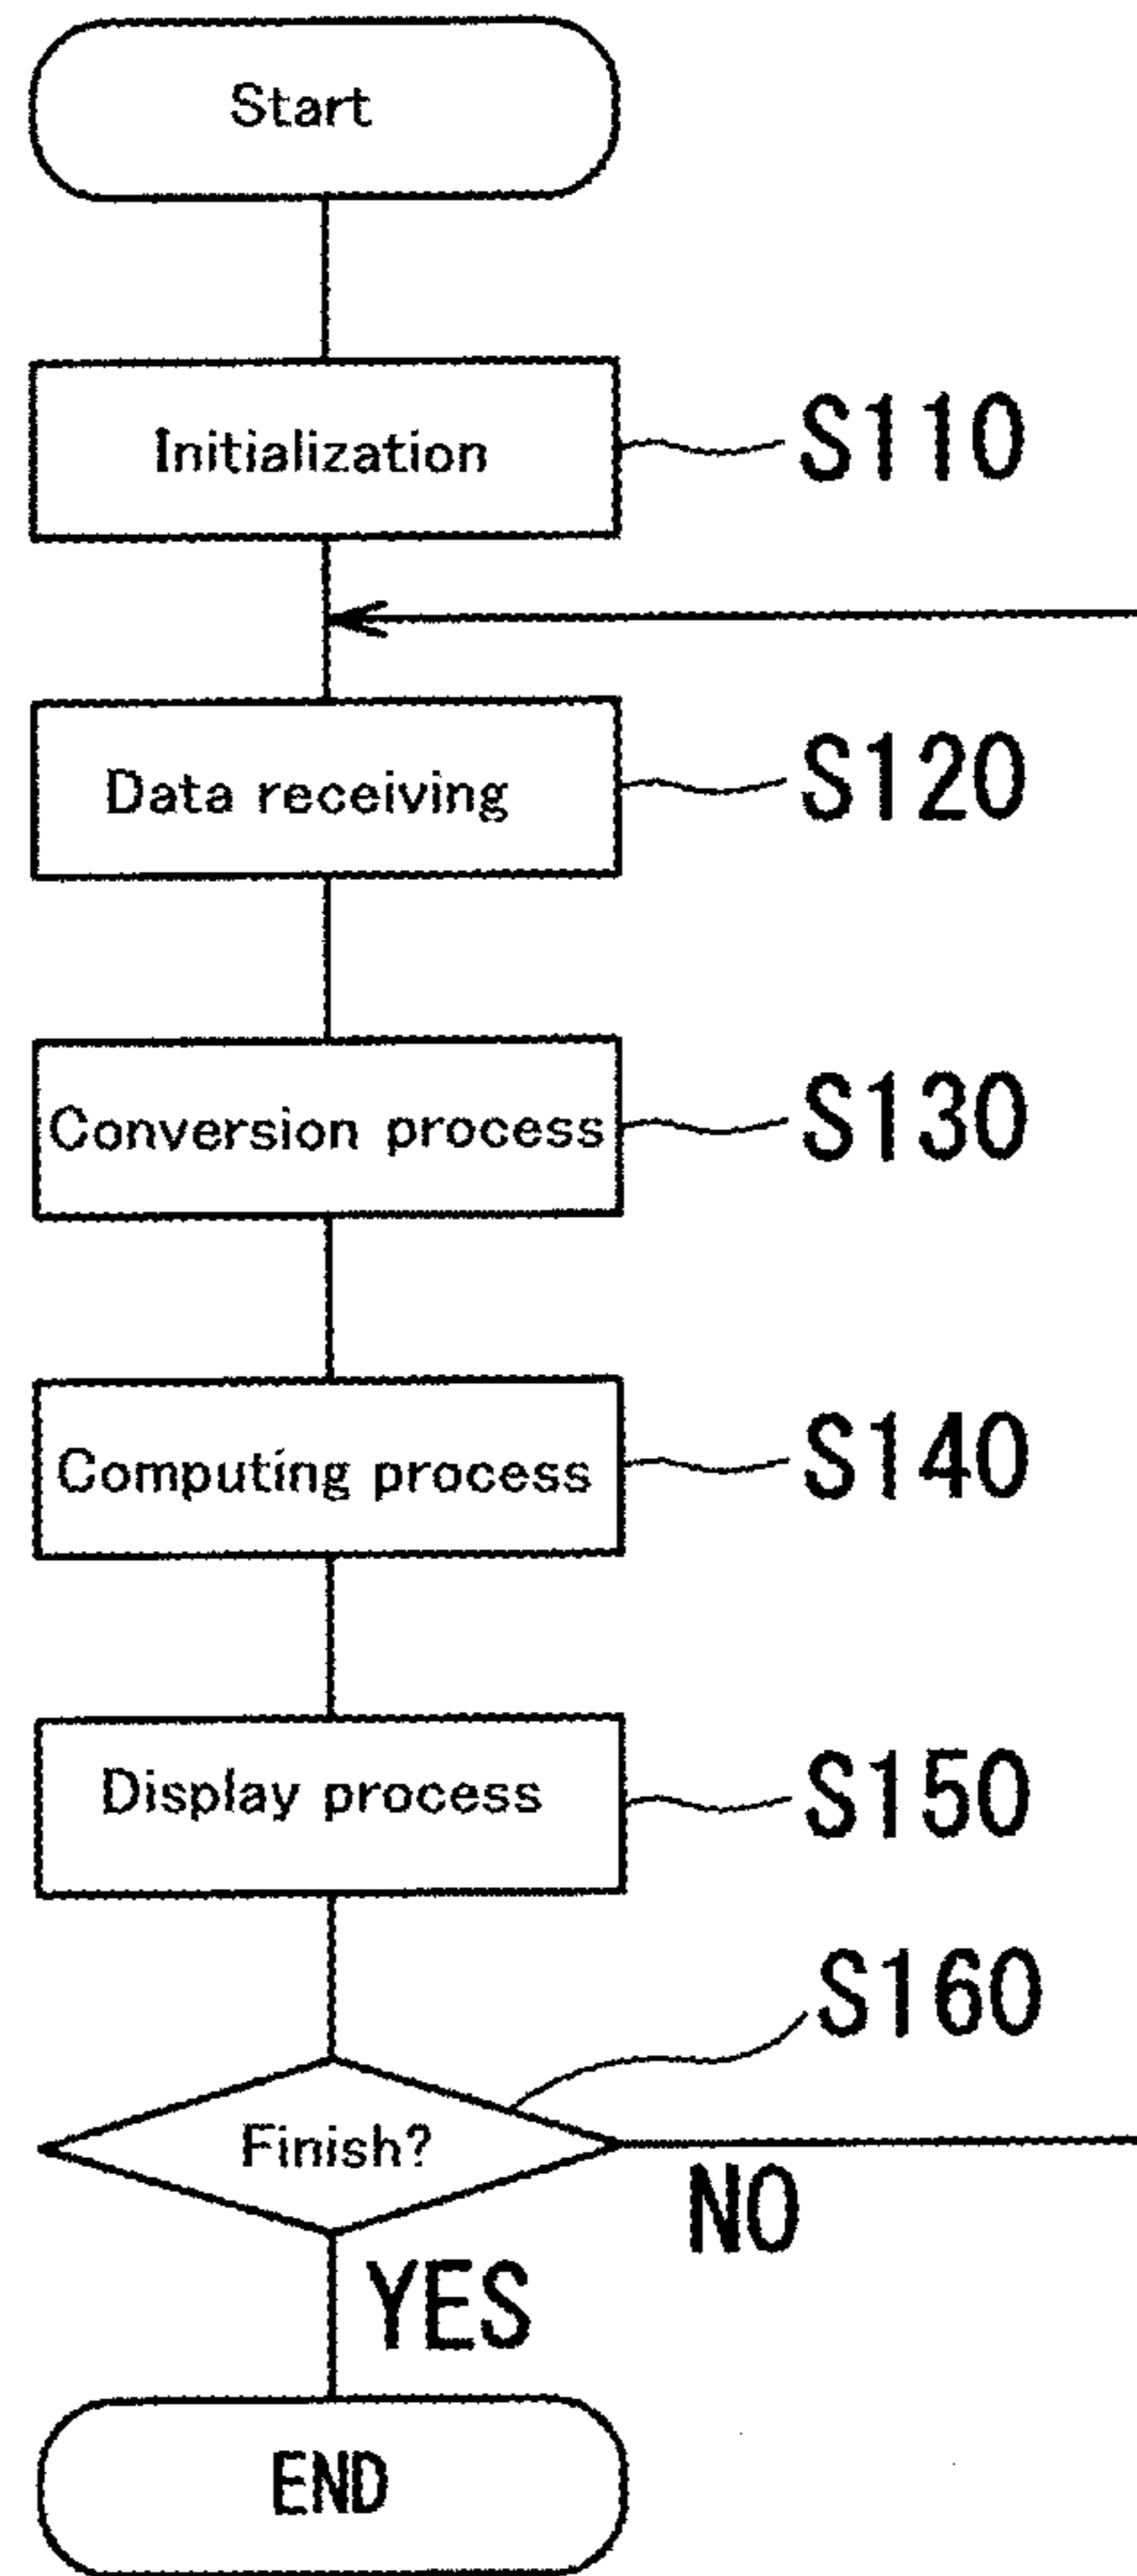 Start
Initialization
S110
Data receiving
S120
Conversion process
S130
Computing process
S140
Display process
S150
S160
Finish?
NO
YES
END